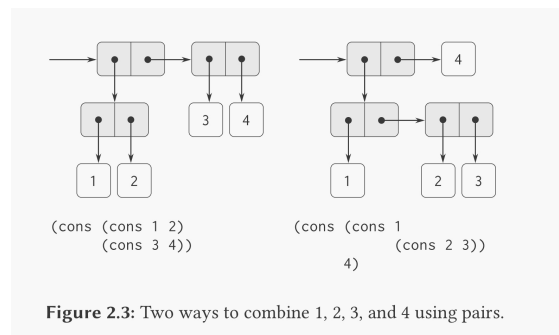 4
3 4
1 2 1 2 3
(cons (cons 1 2)
(cons 3 4))
(cons (cons 1
(cons 2 3))
4)
Figure 2.3: Two ways to combine 1, 2, 3, and 4 using pairs.